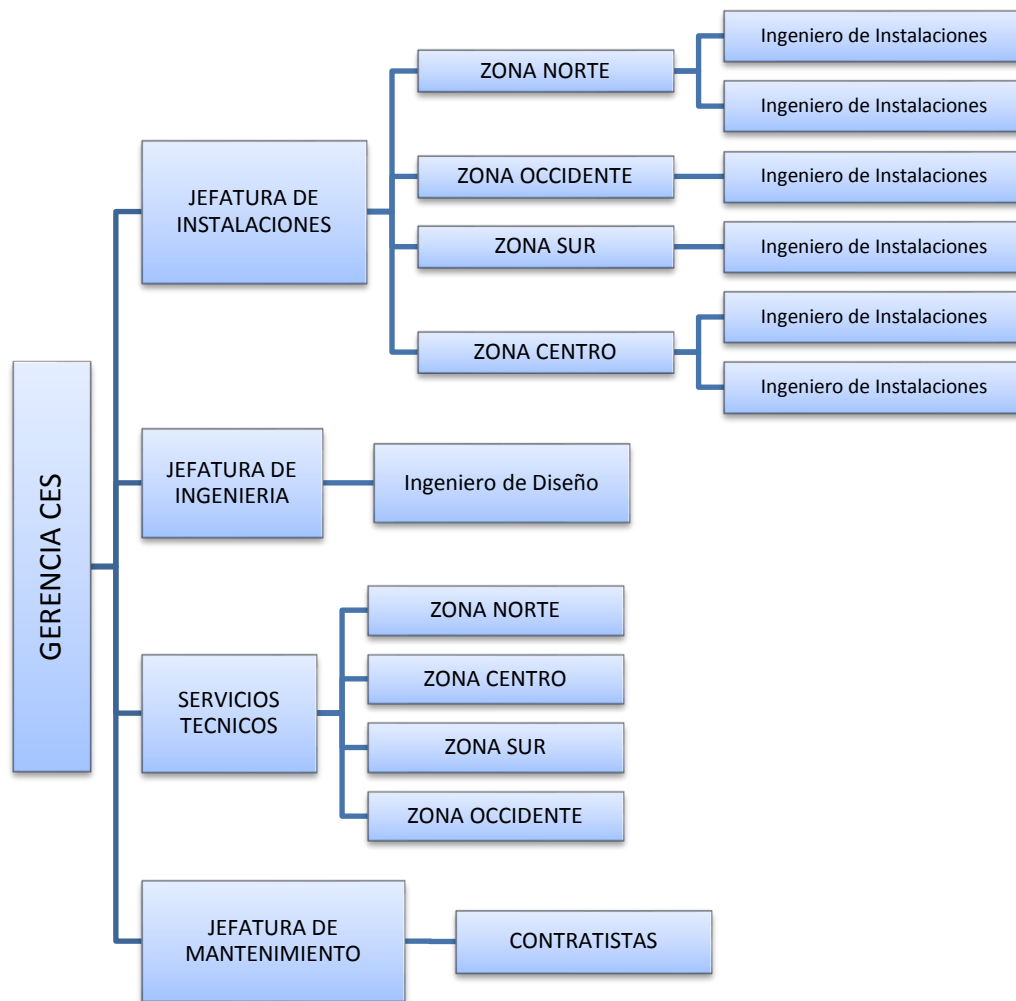 GERENCIA CES
JEFATURA DE
INSTALACIONES
ZONA NORTE
Ingeniero de Instalaciones
Ingeniero de Instalaciones
ZONA OCCIDENTE
Ingeniero de Instalaciones
ZONA SUR
Ingeniero de Instalaciones
ZONA CENTRO
Ingeniero de Instalaciones
Ingeniero de Instalaciones
JEFATURA DE
INGENIERIA
Ingeniero de Diseño
SERVICIOS
TECNICOS
ZONA NORTE
ZONA CENTRO
ZONA SUR
ZONA OCCIDENTE
JEFATURA DE
MANTENIMIENTO
CONTRATISTAS